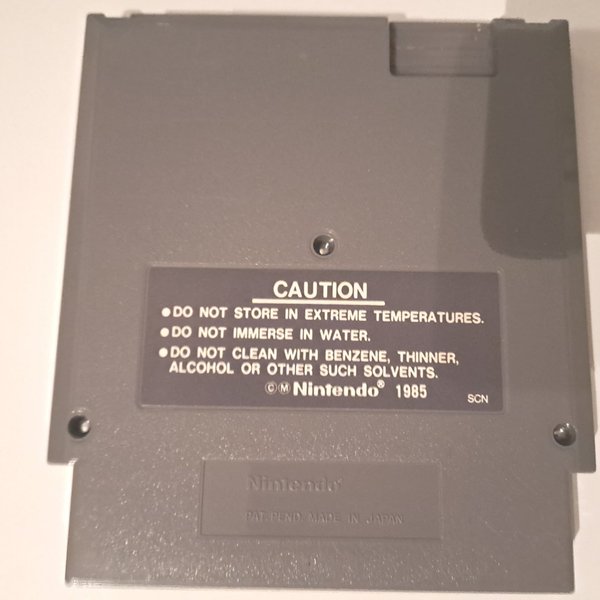 CAUTION
●DO NOT STORE IN EXTREME TEMPERATURES.
●DO NOT IMMERSE IN WATER.
●DO NOT CLEAN WITH BENZENE, THINNER,
ALCOHOL OR OTHER SUCH SOLVENTS.
©Ⓜ Nintendo® 1985
SCN
Nintendo®
PAT. PEND. MADE IN JAPAN